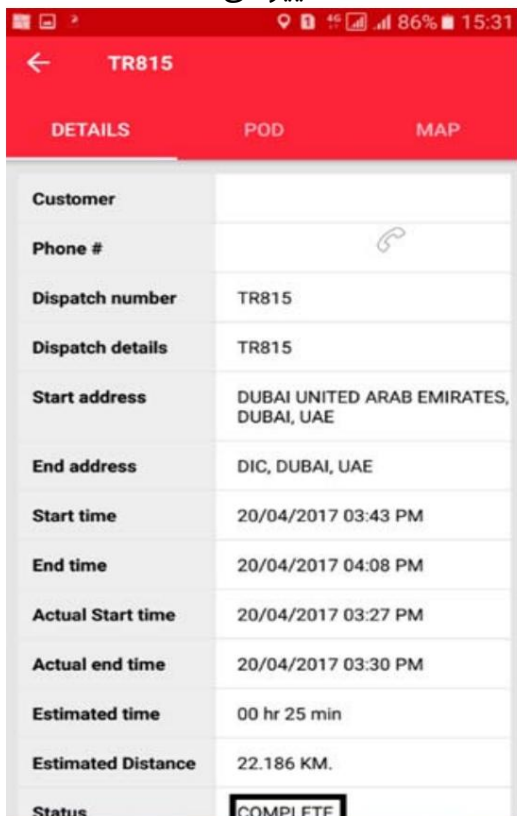 86% 15:31
TR815
DETAILS POD MAP
Customer
Phone #
Dispatch number TR815
Dispatch details TR815
Start address DUBAI UNITED ARAB EMIRATES,
DUBAI, UAE
End address DIC, DUBAI, UAE
Start time 20/04/2017 03:43 PM
End time 20/04/2017 04:08 PM
Actual Start time 20/04/2017 03:27 PM
Actual end time 20/04/2017 03:30 PM
Estimated time 00 hr 25 min
Estimated Distance 22.186 KM.
Status COMPLETE